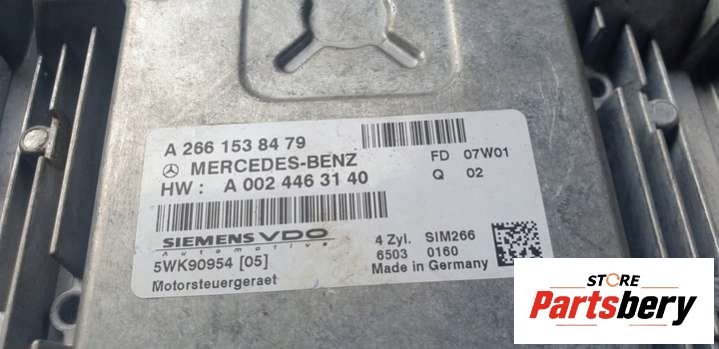 A 266 153 84 79
MERCEDES-BENZ
FD 07W01
HW : A 002 446 31 40
Q 02
SIEMENS VDO
Automotive
4 Zyl. SIM266
5WK90954 [05]
6503 0160
Motorsteuergeraet
Made in Germany
STORE
Partsbery